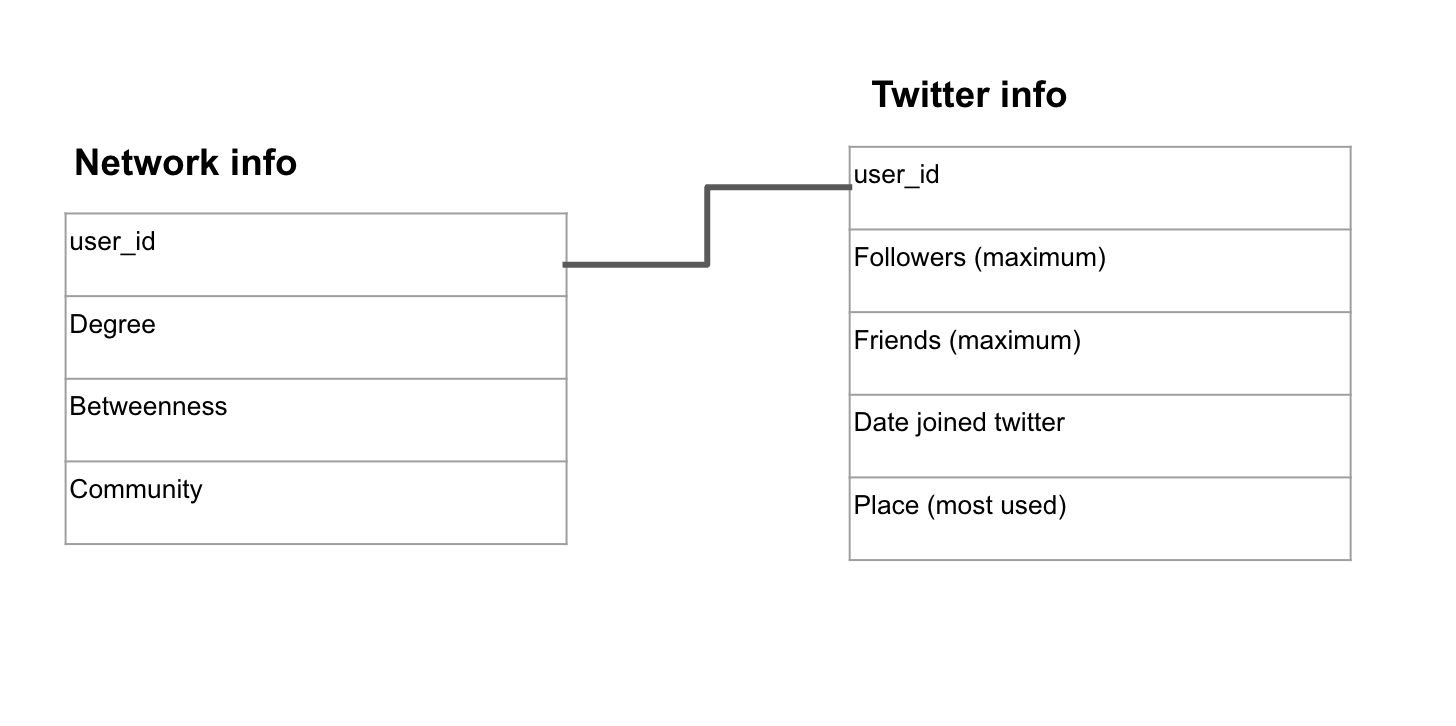 Network info
user_id
Degree
Betweenness
Community
Twitter info
user_id
Followers (maximum)
Friends (maximum)
Date joined twitter
Place (most used)